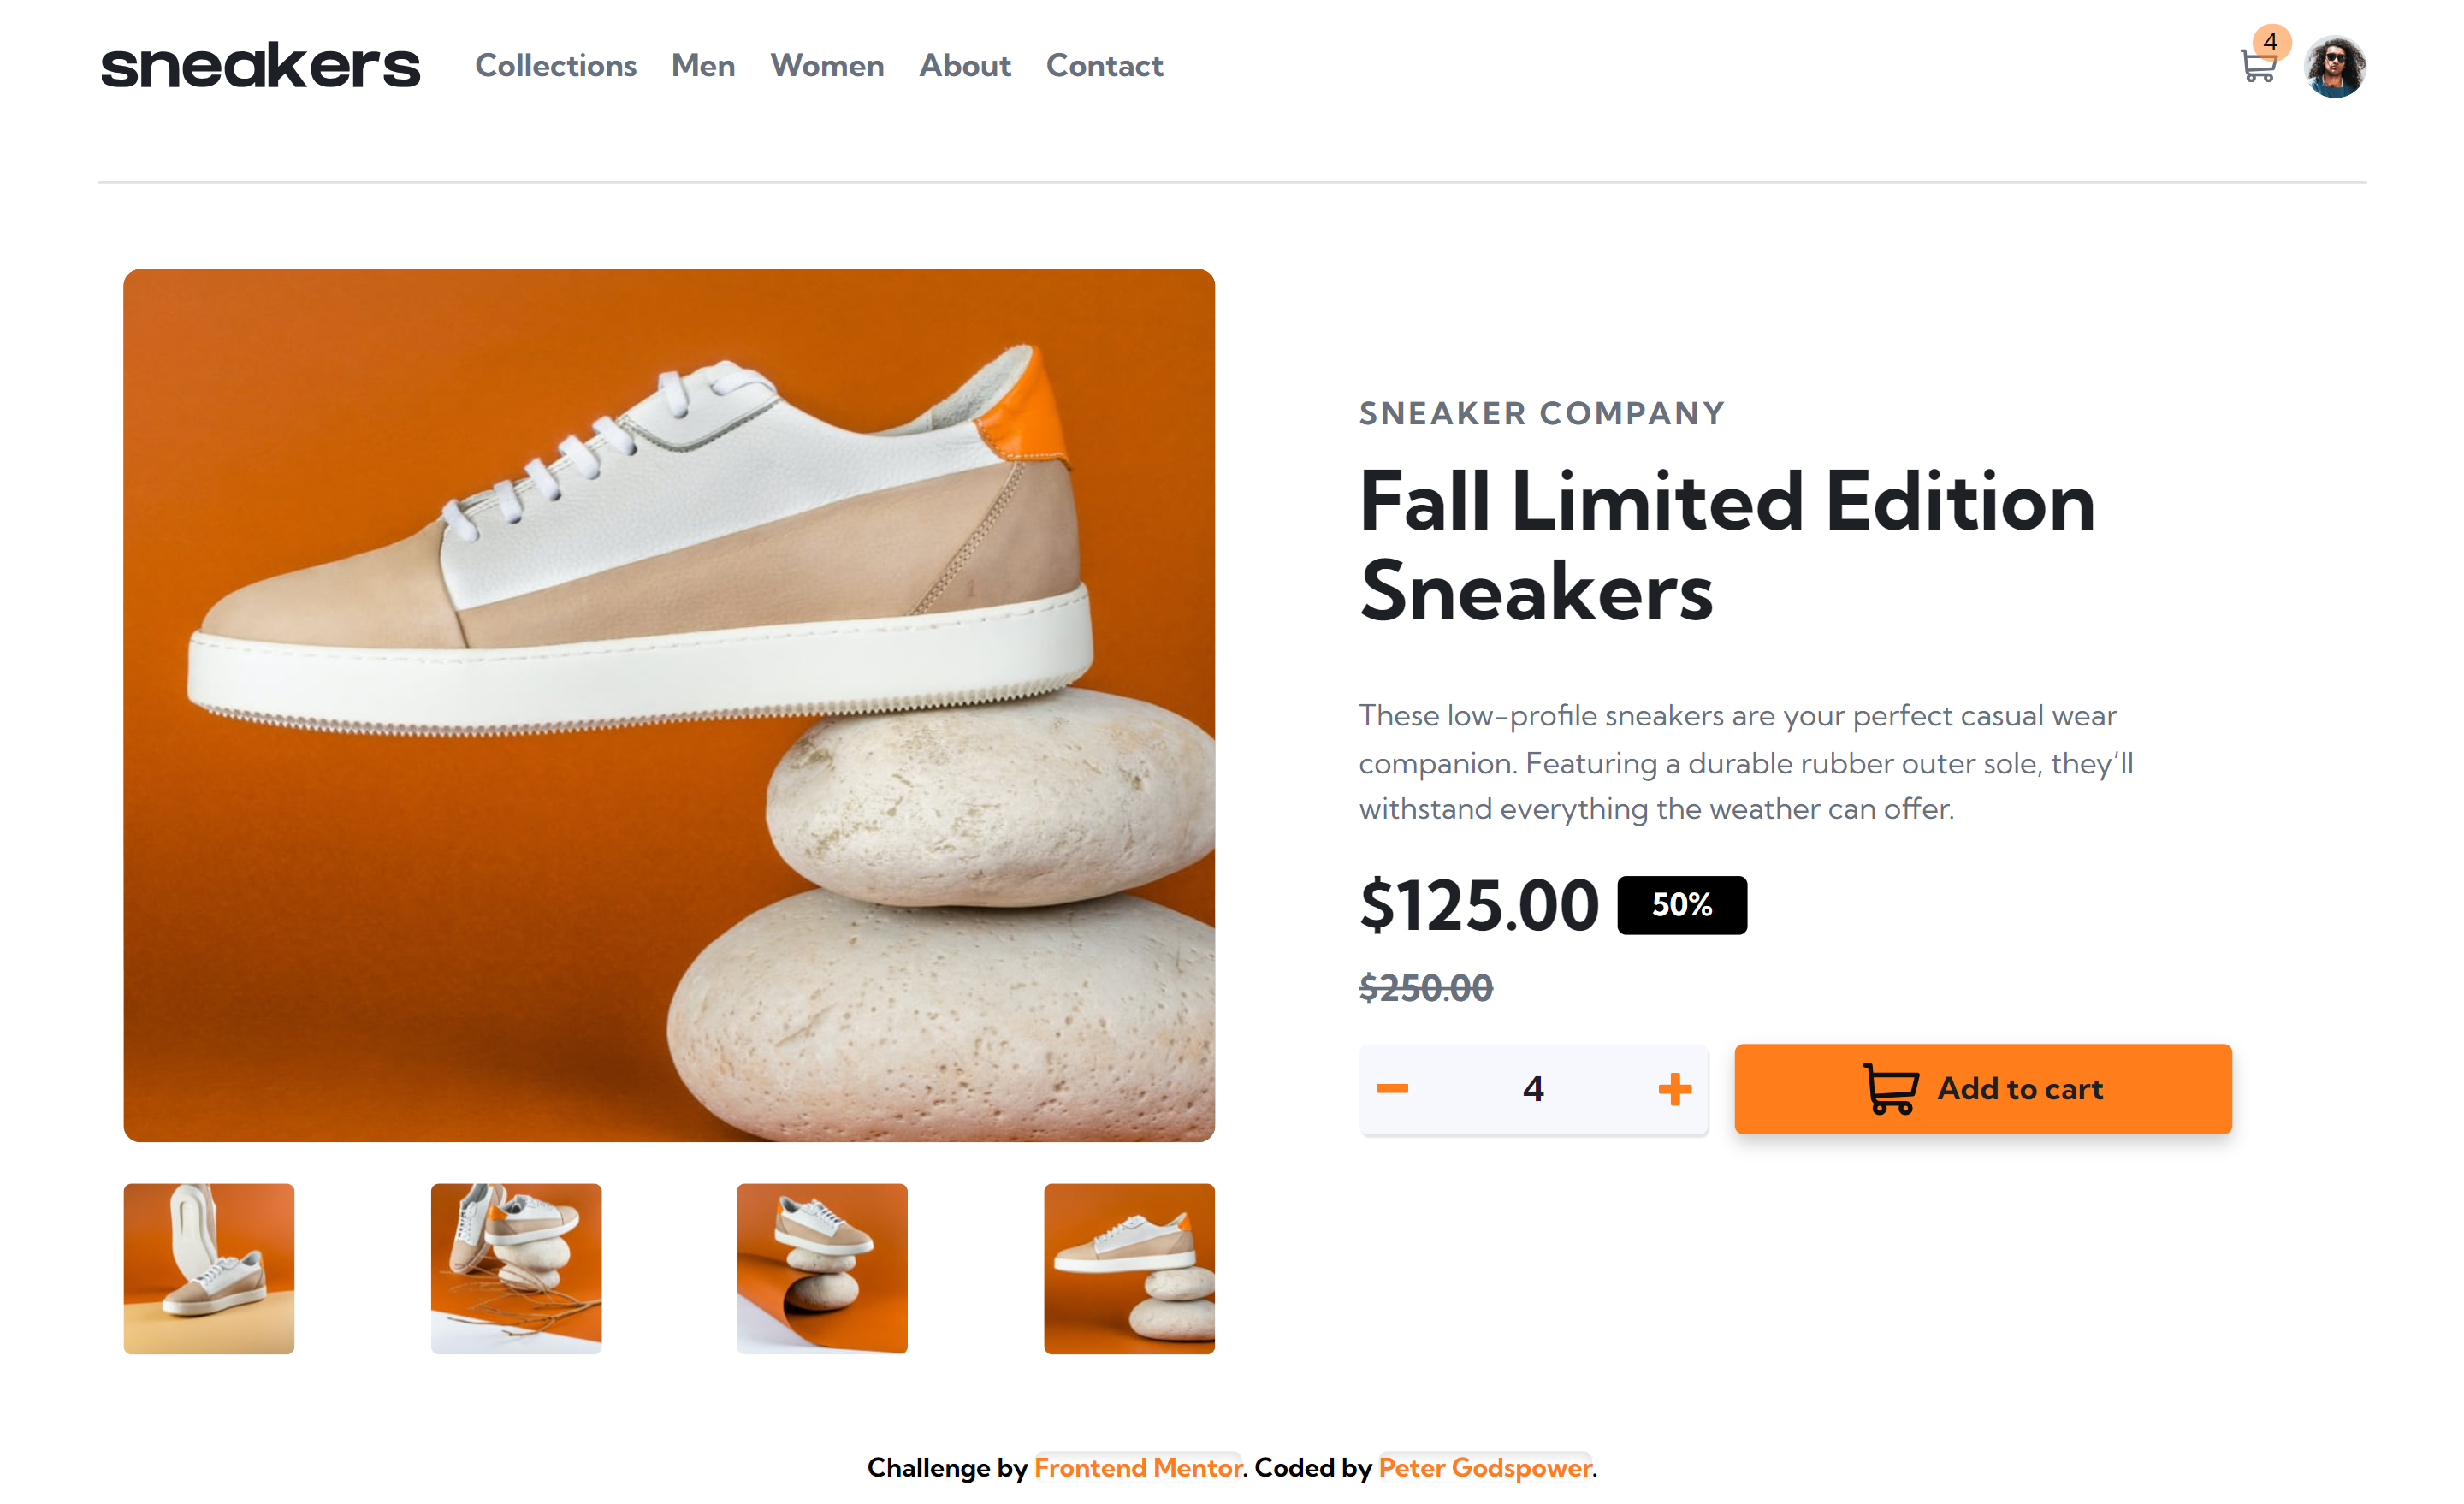 sneakers
Collections Men Women About Contact
4
SNEAKER COMPANY
Fall Limited Edition
Sneakers
These low-profile sneakers are your perfect casual wear
companion. Featuring a durable rubber outer sole, they’ll
withstand everything the weather can offer.
$125.00 50%
$250.00
4 Add to cart
Challenge by Frontend Mentor. Coded by Peter Godspower.